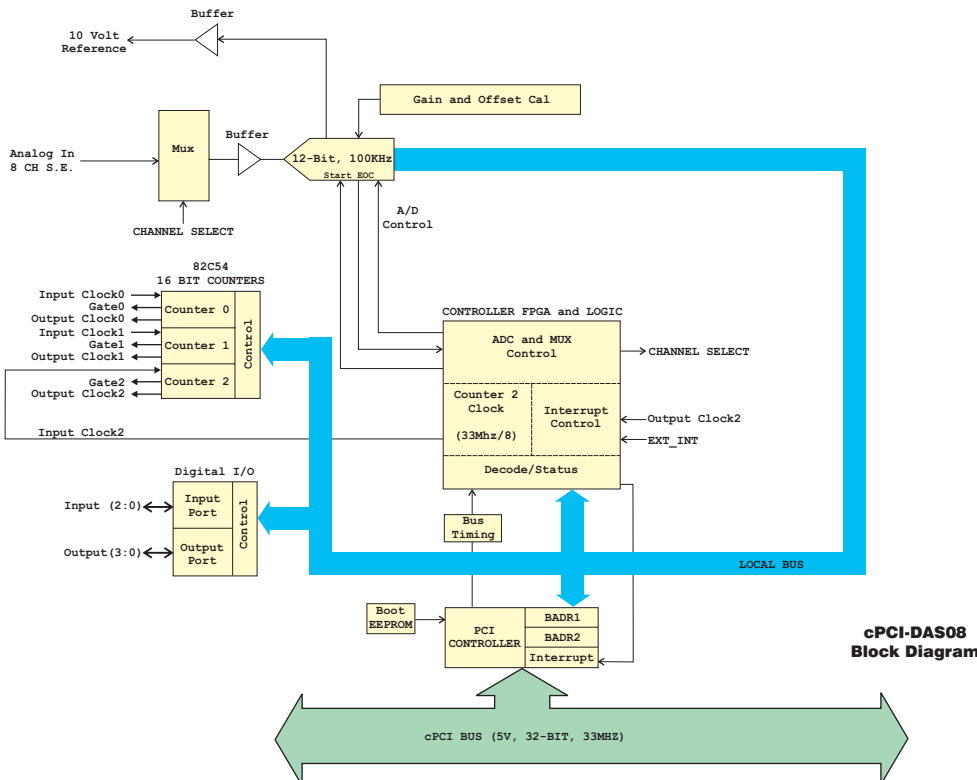 Buffer
10 Volt
Reference
Gain and Offset Cal
Buffer
Mux
Analog In
8 CH S.E.
12-Bit, 100KHz
Start EOC
A/D
Control
CHANNEL SELECT
82C54
16 BIT COUNTERS
Input Clock0
Gate0
Output Clock0
Input Clock1
Gate1
Output Clock1
Gate2
Output Clock2
Input Clock2
Counter 0
Counter 1
Counter 2
Control
CONTROLLER FPGA and LOGIC
ADC and MUX
Control
CHANNEL SELECT
Counter 2
Clock
(33Mhz/8)
Interrupt
Control
Output Clock2
EXT_INT
Decode/Status
Digital I/O
Input (2:0)
Input
Port
Output(3:0)
Output
Port
Control
Bus
Timing
LOCAL BUS
Boot
EEPROM
PCI
CONTROLLER
BADR1
BADR2
Interrupt
cPCI-DAS08
Block Diagram
cPCI BUS (5V, 32-BIT, 33MHZ)